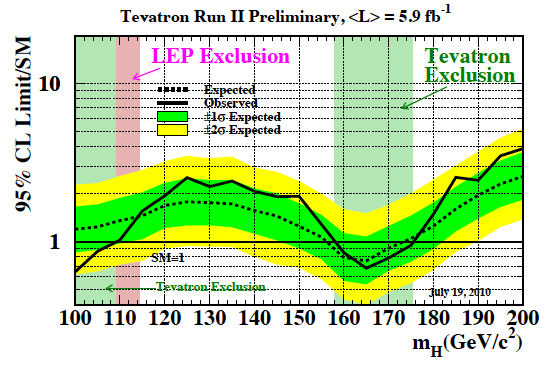 Tevatron Run II Preliminary, <L> = 5.9 fb-1
95% CL Limit/SM
10
1
LEP Exclusion
Tevatron
Exclusion
Expected
Observed
±1σ Expected
±2σ Expected
SM=1
Tevatron Exclusion
July 19, 2010
100 110 120 130 140 150 160 170 180 190 200
mH(GeV/c2)